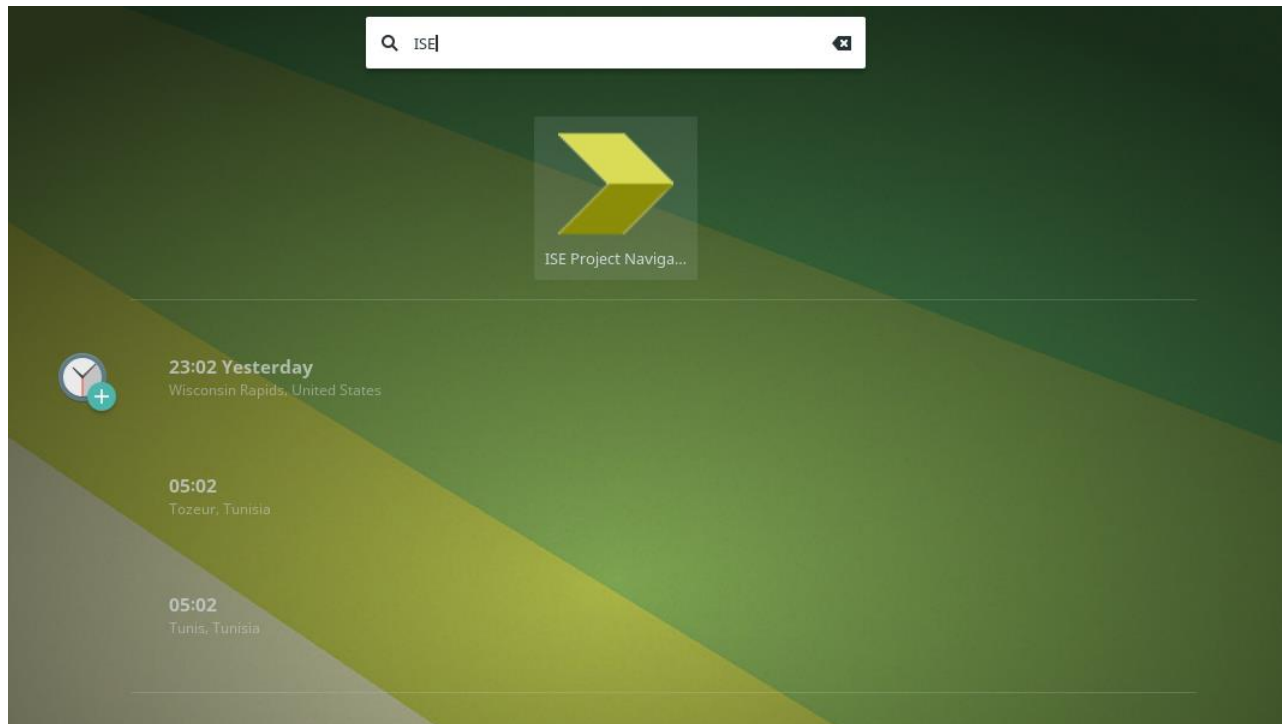 ISE
ISE Project Naviga...
23:02 Yesterday
Wisconsin Rapids, United States
05:02
Tozeur, Tunisia
05:02
Tunis, Tunisia